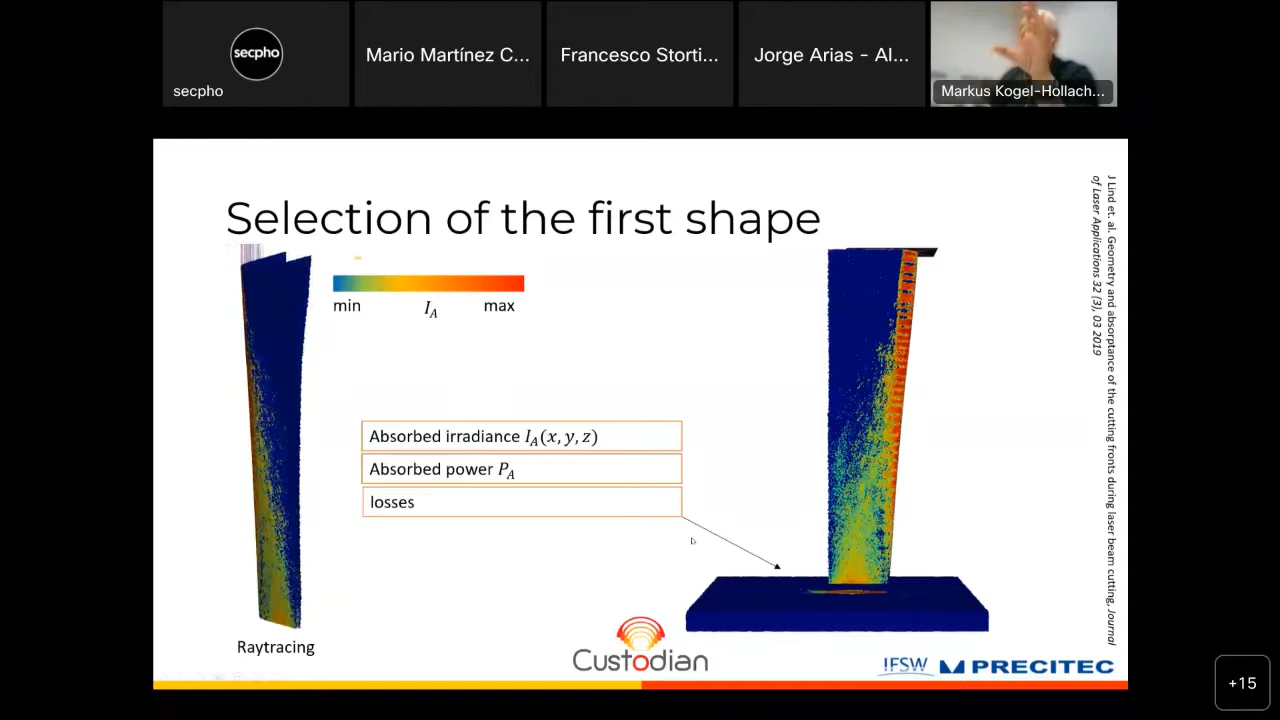 secpho
secpho
Mario Martínez C...
Francesco Storti...
Jorge Arias - Al...
Markus Kogel-Hollach...
Selection of the first shape
min I_A max
Absorbed irradiance I_A(x, y, z)
Absorbed power P_A
losses
Raytracing
J Lind et. al. Geometry and absorptance of the cutting fronts during laser beam cutting, Journal
of Laser Applications 32 (3), 03 2019
Custodian
IFSW PRECITEC
+15